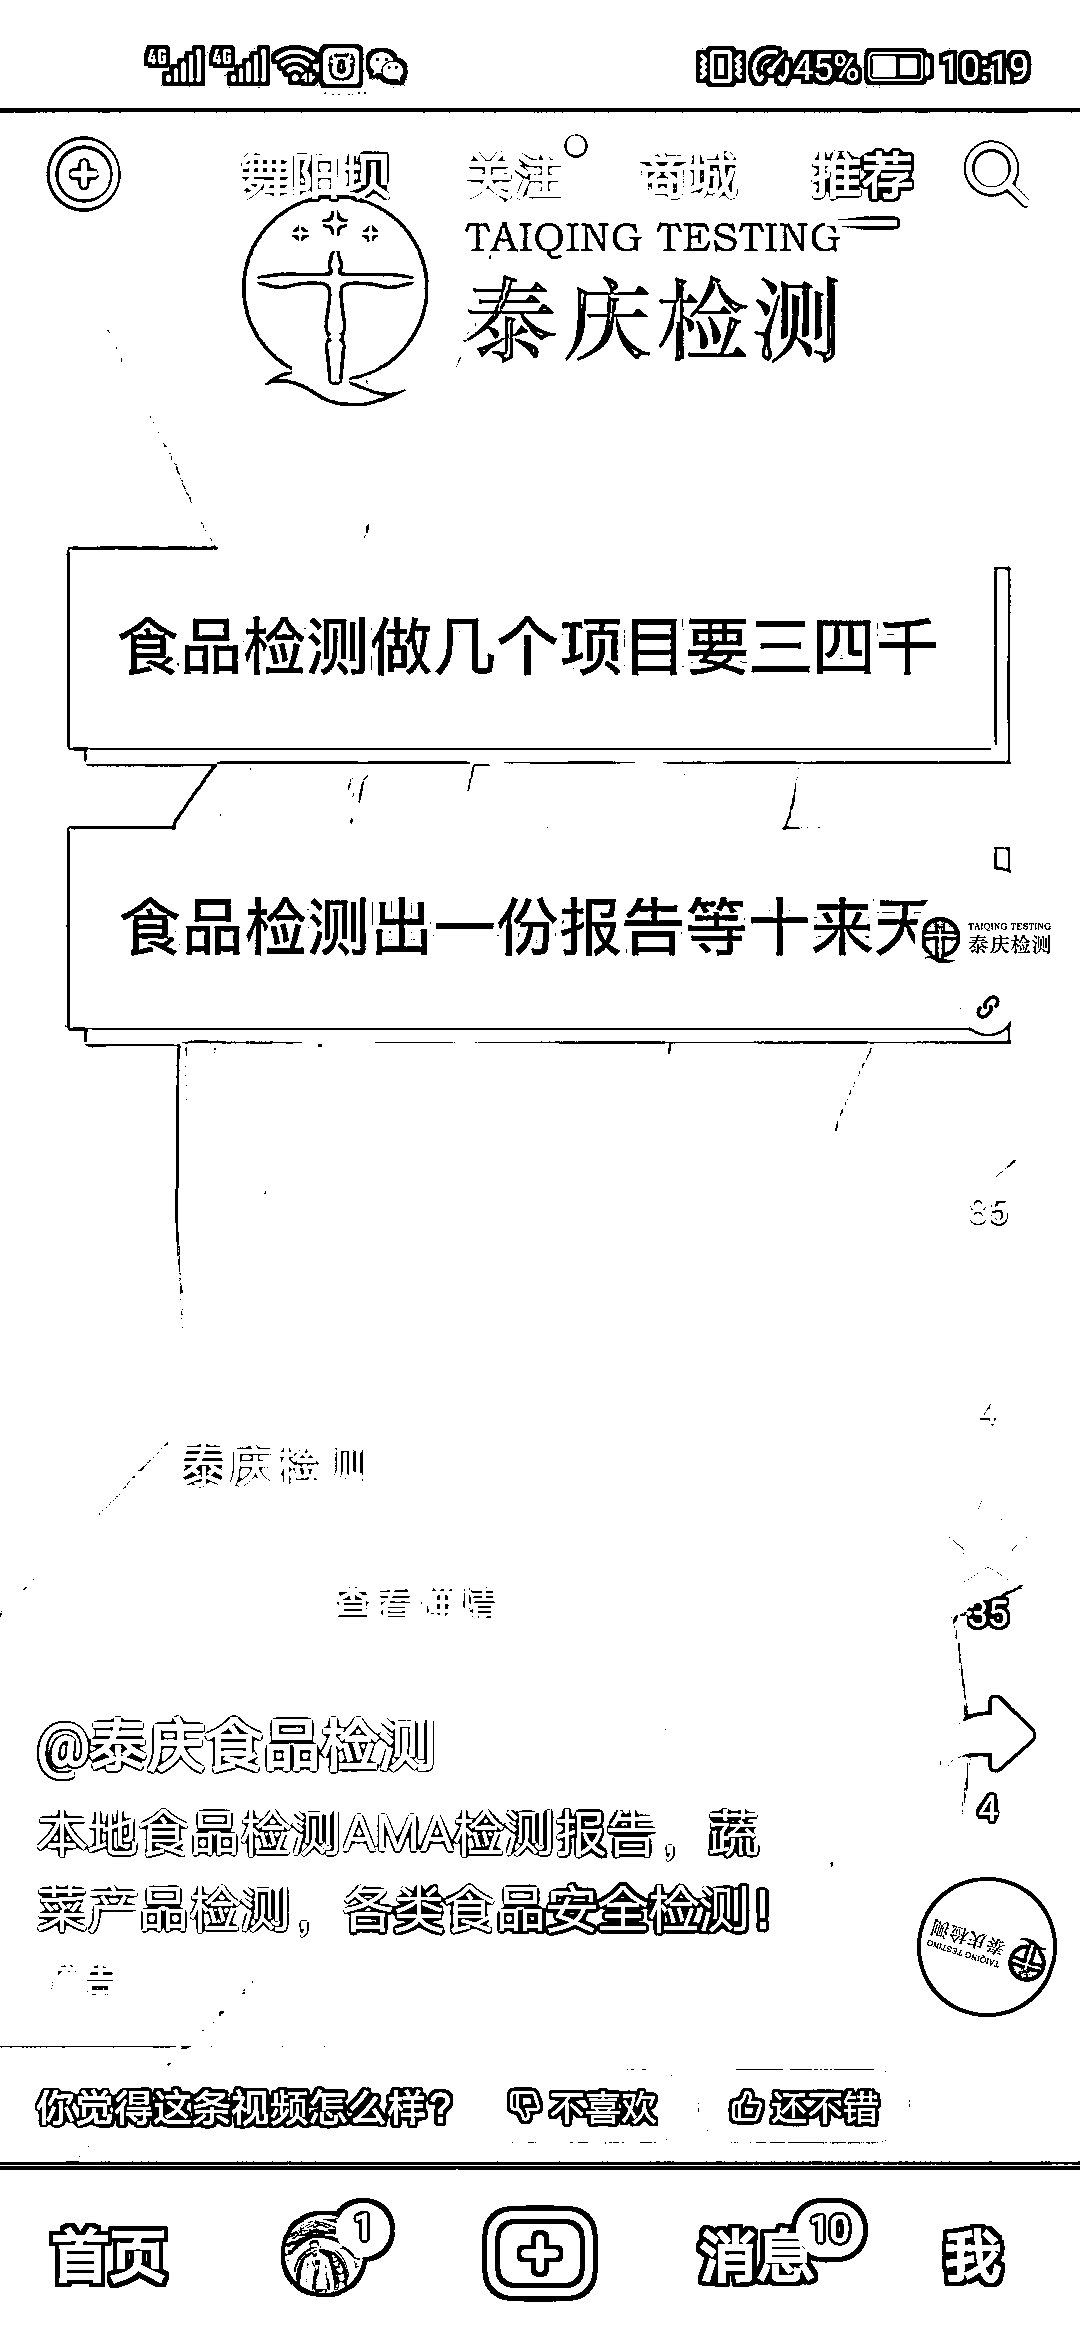 4G 4G 45% 10:19
舞阳坝 关注 商城 推荐
TAIQING TESTING
泰庆检测
食品检测做几个项目要三四千
食品检测出一份报告等十来天
TAIQING TESTING
泰庆检测
85
4
泰庆检测
查看详情
35
@泰庆食品检测
4
本地食品检测AMA检测报告，蔬
菜产品检测，各类食品安全检测！
TAIQING TESTING
泰庆检测
广告
你觉得这条视频怎么样？ 不喜欢 还不错
首页 1 消息 10 我